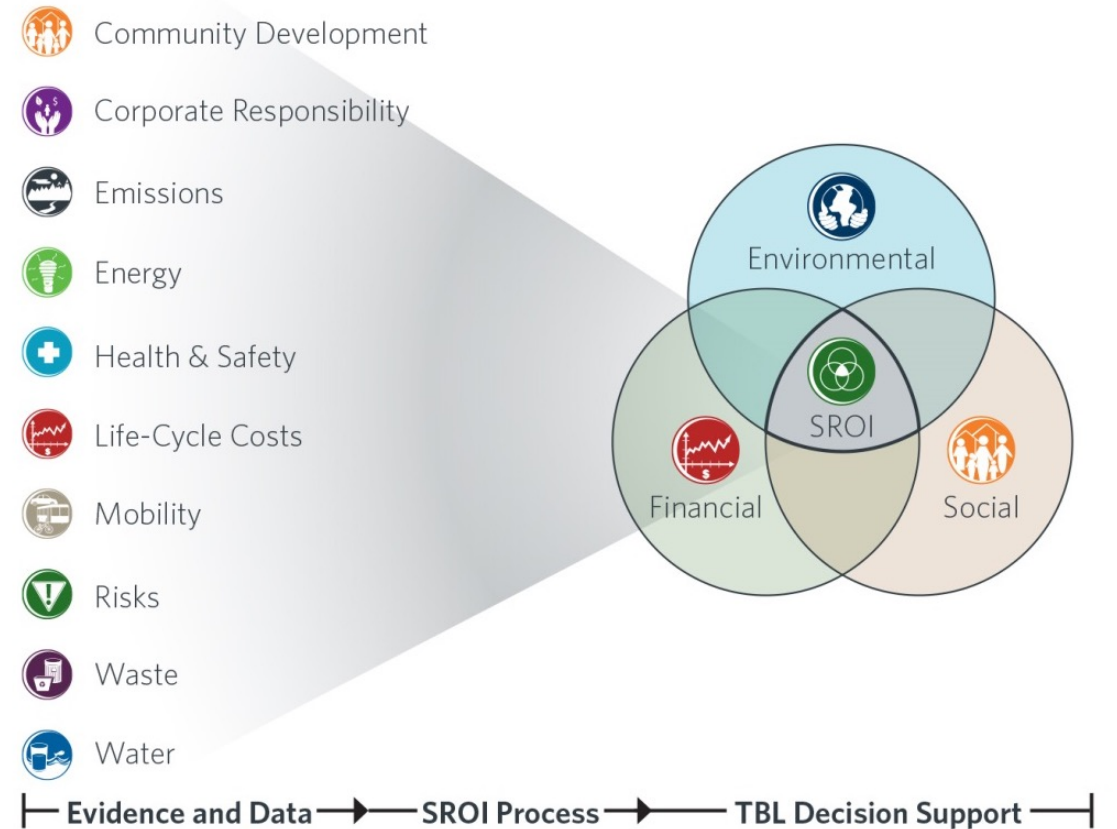 Community Development
Corporate Responsibility
Emissions
Energy
Health & Safety
Life-Cycle Costs
Mobility
Risks
Waste
Water
Environmental
SROI
Financial
Social
Evidence and Data
SROI Process
TBL Decision Support